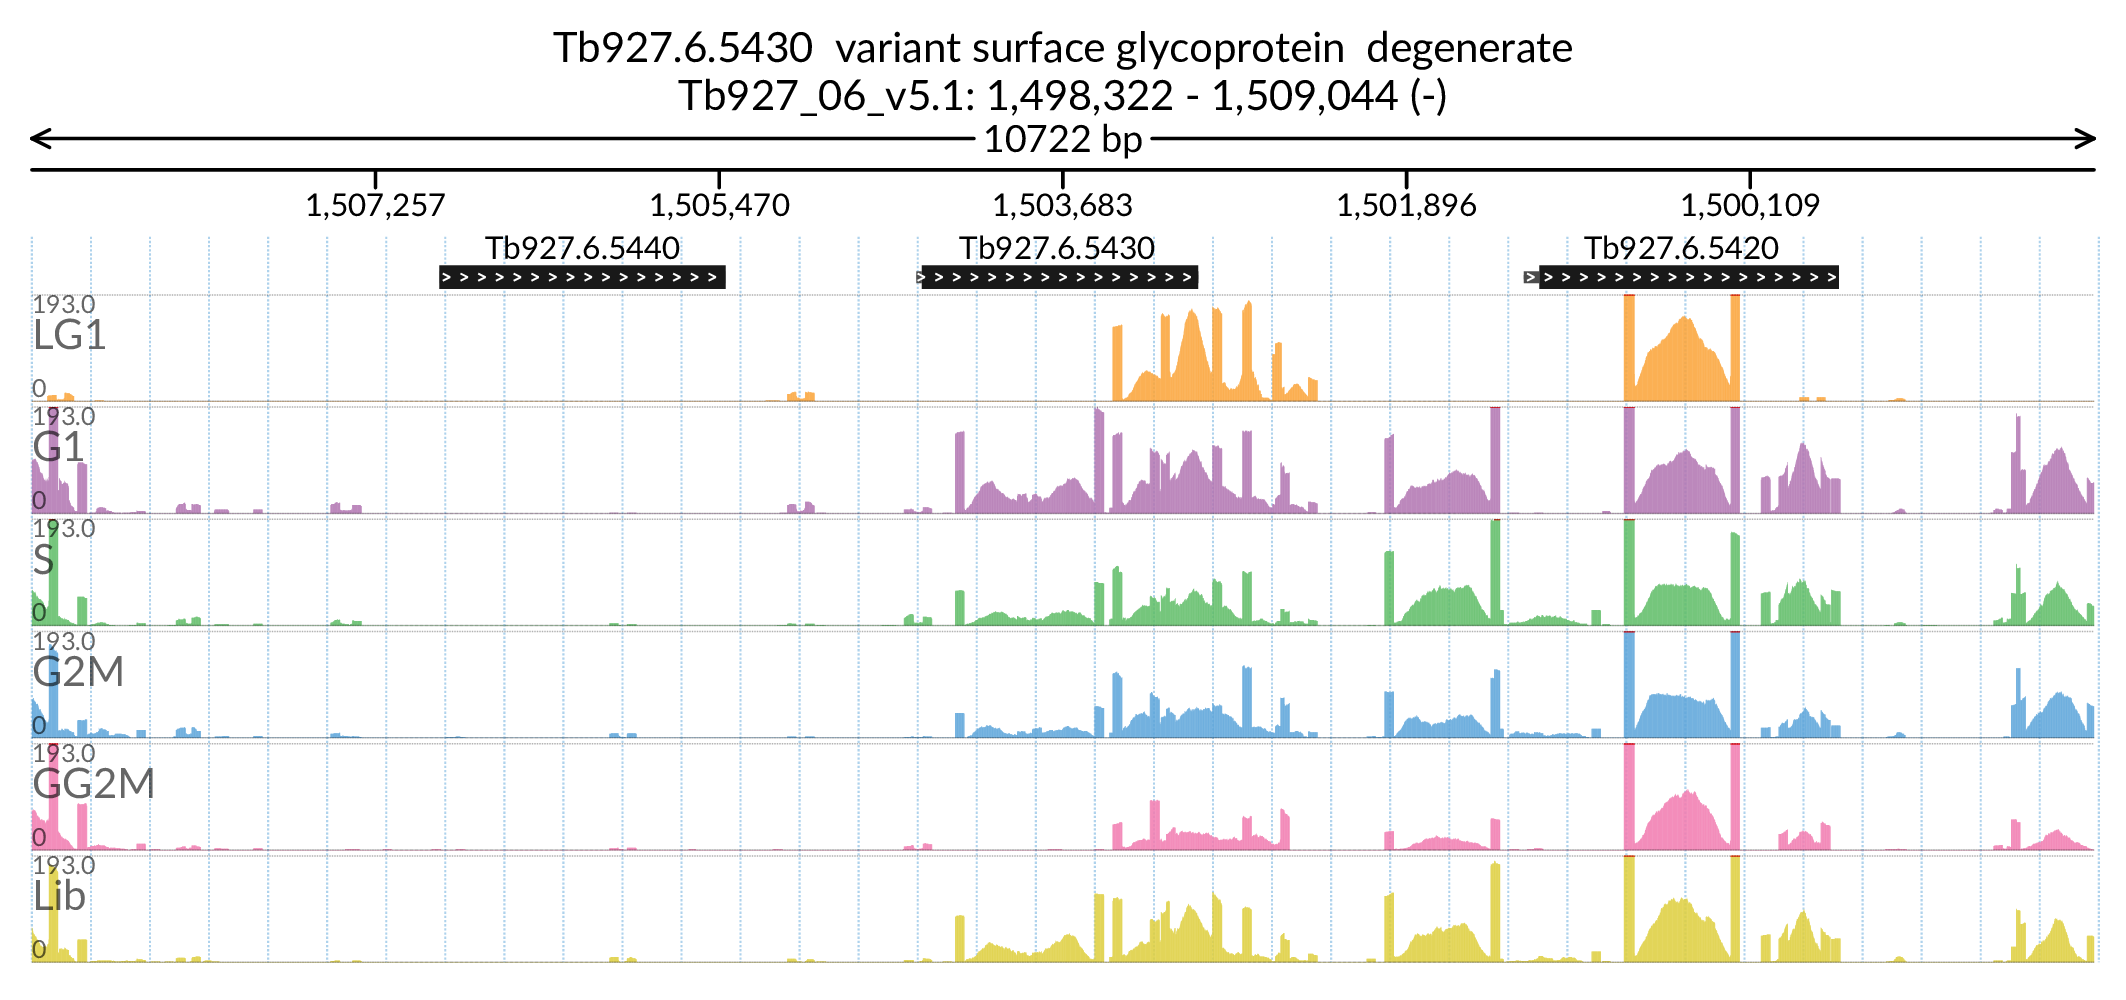 Tb927.6.5430 variant surface glycoprotein degenerate
Tb927_06_v5.1: 1,498,322 - 1,509,044 (-)
10722 bp
1,507,257 1,505,470 1,503,683 1,501,896 1,500,109
Tb927.6.5440 Tb927.6.5430 Tb927.6.5420
193.0
LG1
0
193.0
G1
0
193.0
S
0
193.0
G2M
0
193.0
GG2M
0
193.0
Lib
0